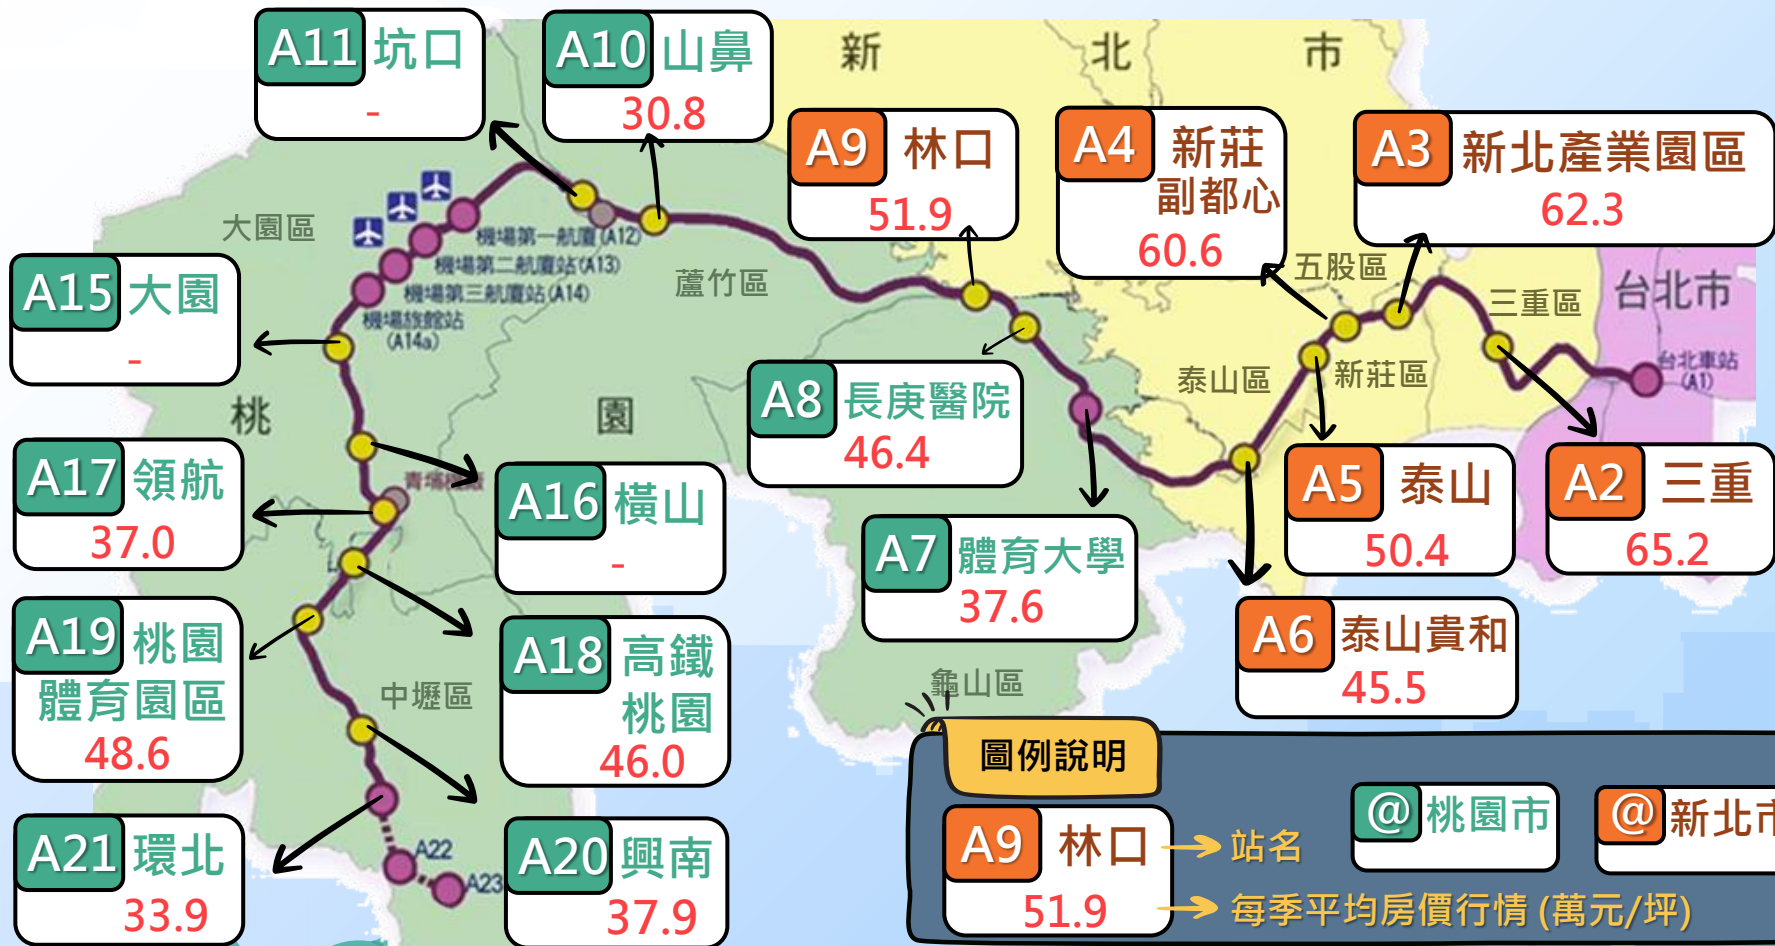 A11 坑口
-
A10 山鼻
30.8
新北市
A9 林口
51.9
A4 新莊
副都心
60.6
A3 新北產業園區
62.3
大園區
機場第一航廈(A12)
機場第二航廈站(A13)
機場第三航廈站(A14)
機場旅館站
(A14a)
蘆竹區
五股區
三重區
台北市
台北車站
(A1)
A15 大園
-
泰山區
新莊區
A8 長庚醫院
46.4
桃園
A17 領航
37.0
A16 橫山
-
A5 泰山
50.4
A2 三重
65.2
A7 體育大學
37.6
A19 桃園
體育園區
48.6
A18 高鐵
桃園
46.0
A6 泰山貴和
45.5
中壢區
龜山區
A21 環北
33.9
A22
A23
A20 興南
37.9
圖例說明
A9 林口
51.9
站名
每季平均房價行情 (萬元/坪)
@ 桃園市
@ 新北市